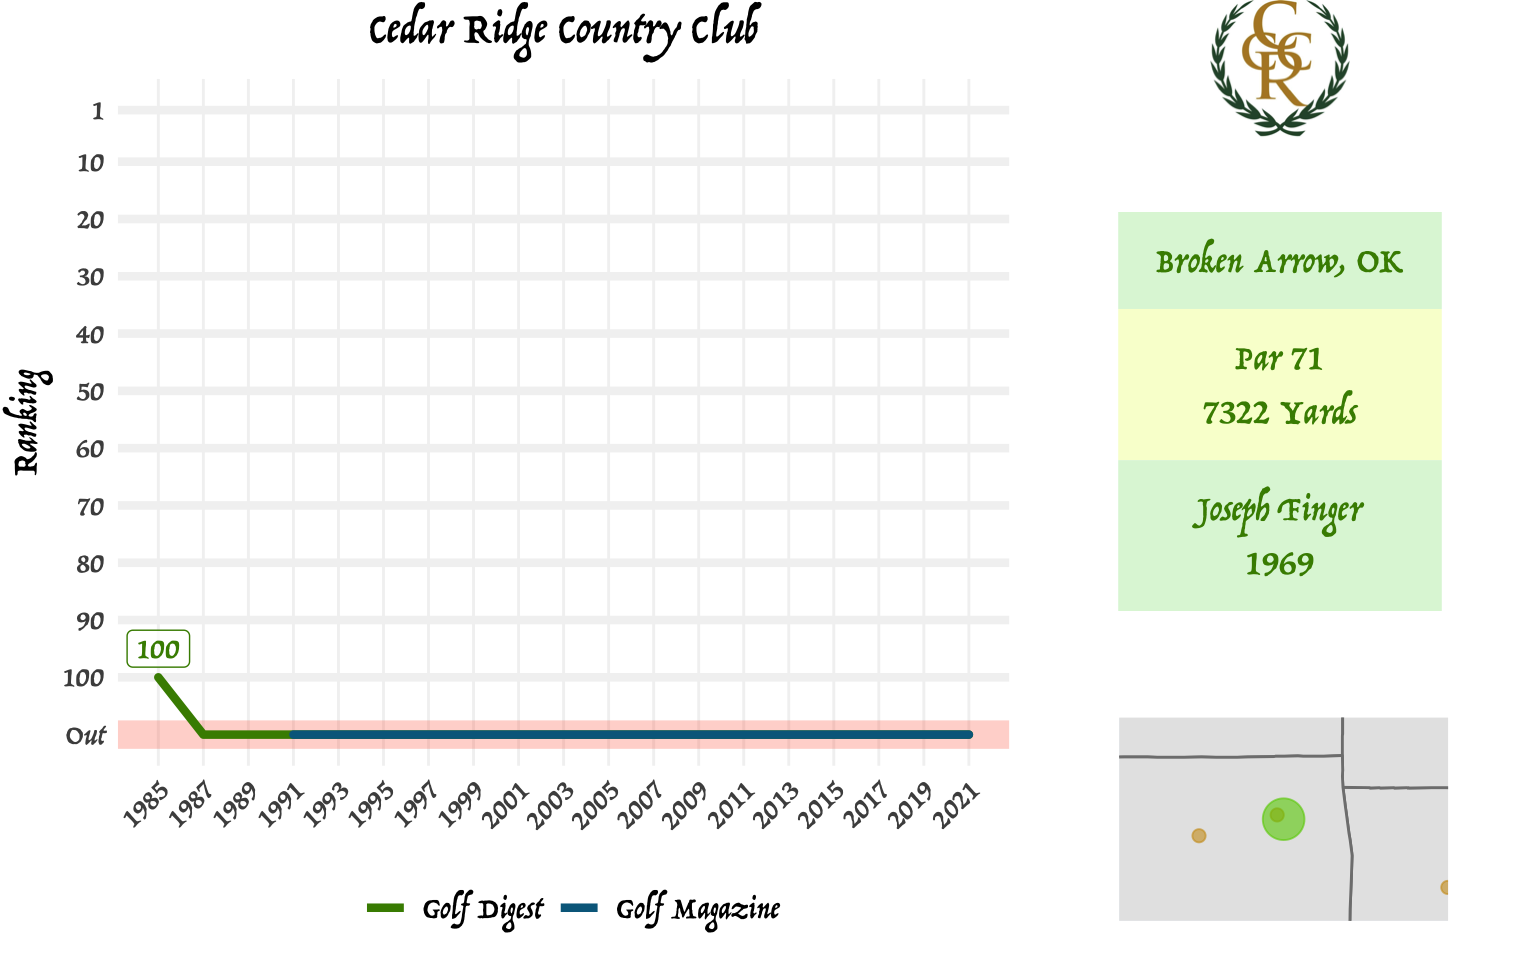 Cedar Ridge Country Club
CCCR
Ranking
1
10
20
30
40
50
60
70
80
90
100
Out
100
1985 1987 1989 1991 1993 1995 1997 1999 2001 2003 2005 2007 2009 2011 2013 2015 2017 2019 2021
Golf Digest Golf Magazine
Broken Arrow, OK
Par 71
7322 Yards
Joseph Finger
1969